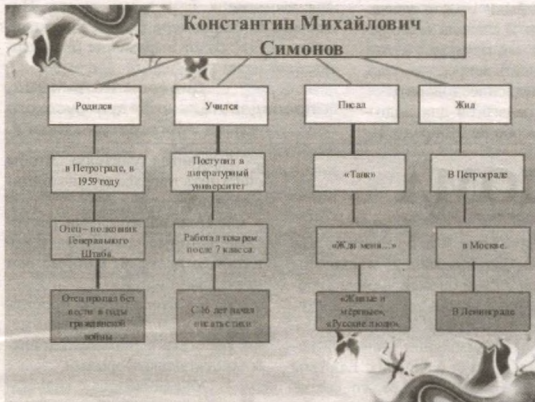 Константин Михайлович
Симонов
Родился
Учился
Писал
Жил
в Петрограде, в
1959 году
Поступил в
литературный
университет
«Танк»
В Петрограде
Отец – полковник
Генерального
Штаба.
Работал токарем
после 7 класса
«Жди меня...»
в Москве.
Отец пропал без
вести в годы
гражданской
войны
С 16 лет начал
писать стихи
«Живые и
мёртвые»,
«Русские люди»
В Ленинграде